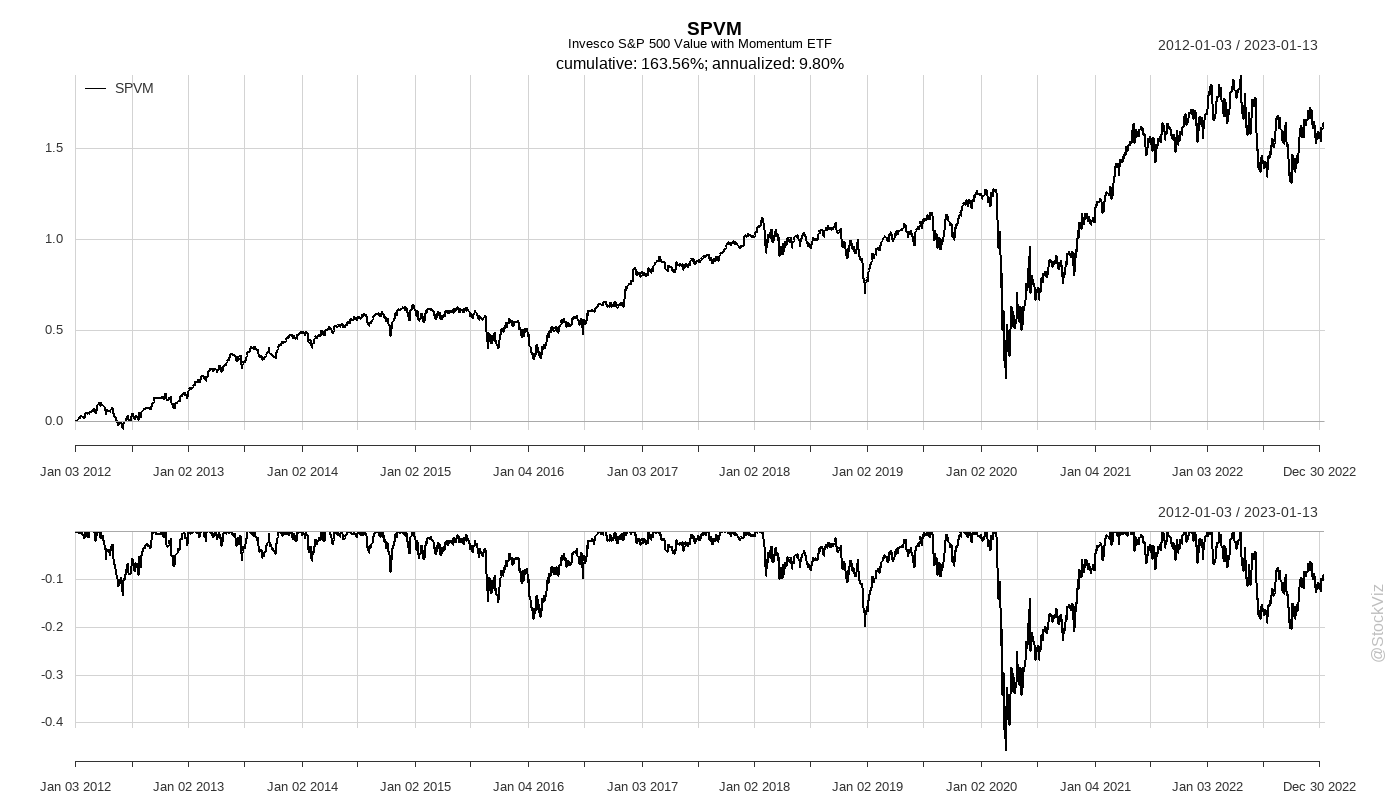 SPVM
Invesco S&P 500 Value with Momentum ETF
cumulative: 163.56%; annualized: 9.80%
2012-01-03 / 2023-01-13
SPVM
1.5
1.0
0.5
0.0
Jan 03 2012 Jan 02 2013 Jan 02 2014 Jan 02 2015 Jan 04 2016 Jan 03 2017 Jan 02 2018 Jan 02 2019 Jan 02 2020 Jan 04 2021 Jan 03 2022 Dec 30 2022
2012-01-03 / 2023-01-13
-0.1
-0.2
-0.3
-0.4
Jan 03 2012 Jan 02 2013 Jan 02 2014 Jan 02 2015 Jan 04 2016 Jan 03 2017 Jan 02 2018 Jan 02 2019 Jan 02 2020 Jan 04 2021 Jan 03 2022 Dec 30 2022
@StockViz